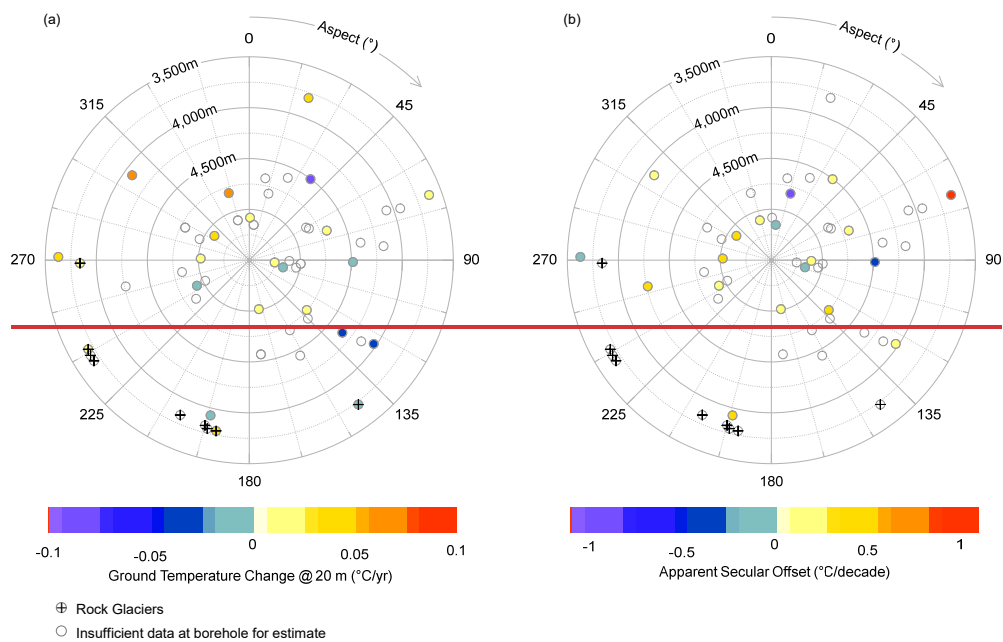 (a)
Aspect (°)
0
45
90
135
180
225
270
315
3,500m
4,000m
4,500m
-0.1
-0.05
0
0.05
0.1
Ground Temperature Change @ 20 m (°C/yr)
Rock Glaciers
Insufficient data at borehole for estimate
(b)
Aspect (°)
0
45
90
135
180
225
270
315
3,500m
4,000m
4,500m
-1
-0.5
0
0.5
1
Apparent Secular Offset (°C/decade)